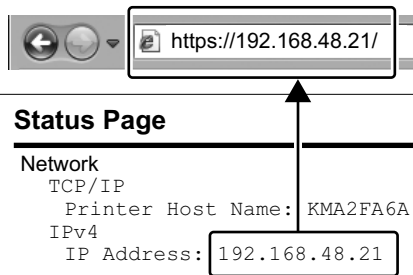 https://192.168.48.21/
Status Page
Network
TCP/IP
Printer Host Name: KMA2FA6A
IPv4
IP Address: 192.168.48.21